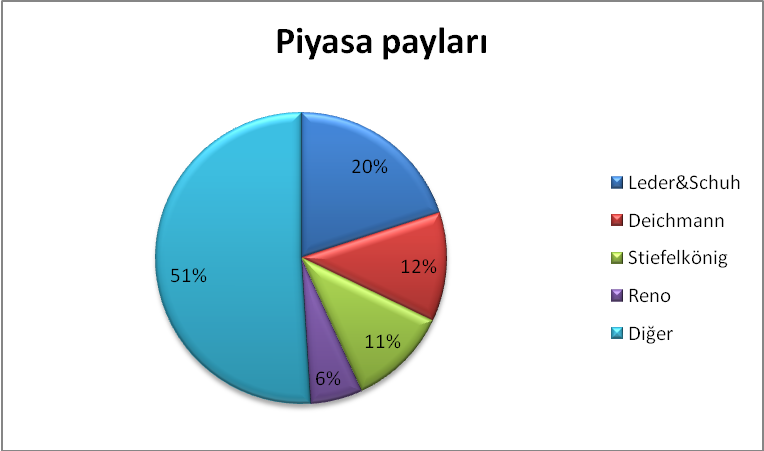 Piyasa payları
20%
12%
11%
6%
51%
Leder&Schuh
Deichmann
Stiefelkönig
Reno
Diğer